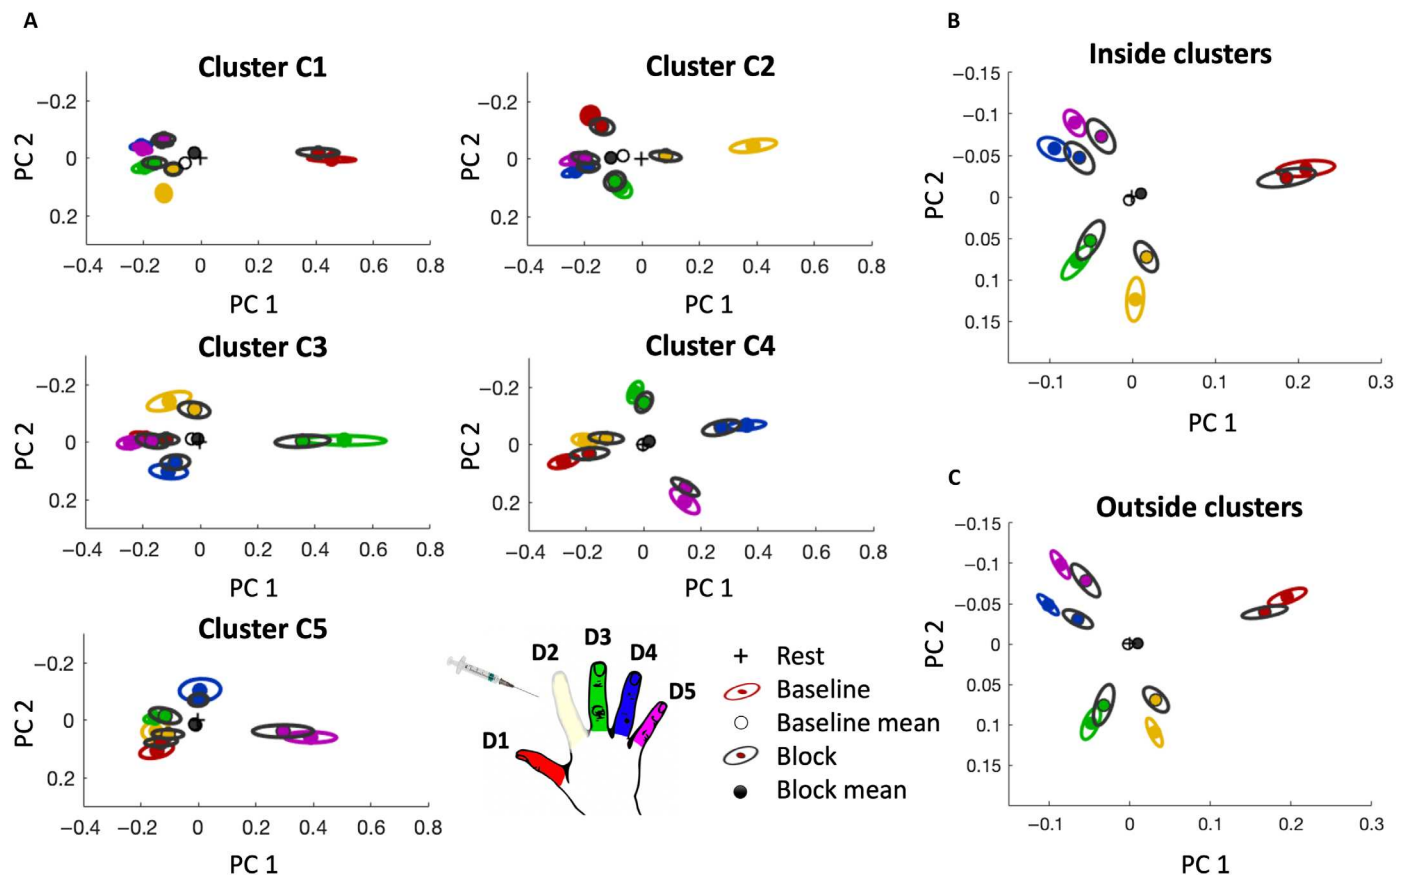 A
Cluster C1
−0.2
0
0.2
PC 2
−0.4 −0.2 0 0.2 0.4 0.6 0.8
PC 1
Cluster C2
−0.2
0
0.2
PC 2
−0.4 −0.2 0 0.2 0.4 0.6 0.8
PC 1
Cluster C3
−0.2
0
0.2
PC 2
−0.4 −0.2 0 0.2 0.4 0.6 0.8
PC 1
Cluster C4
−0.2
0
0.2
PC 2
−0.4 −0.2 0 0.2 0.4 0.6 0.8
PC 1
Cluster C5
−0.2
0
0.2
PC 2
−0.4 −0.2 0 0.2 0.4 0.6 0.8
PC 1
D1
D2
D3
D4
D5
Rest
Baseline
Baseline mean
Block
Block mean
B
Inside clusters
−0.15
−0.1
−0.05
0
0.05
0.1
0.15
PC 2
−0.1 0 0.1 0.2 0.3
PC 1
C
Outside clusters
−0.15
−0.1
−0.05
0
0.05
0.1
0.15
PC 2
−0.1 0 0.1 0.2 0.3
PC 1